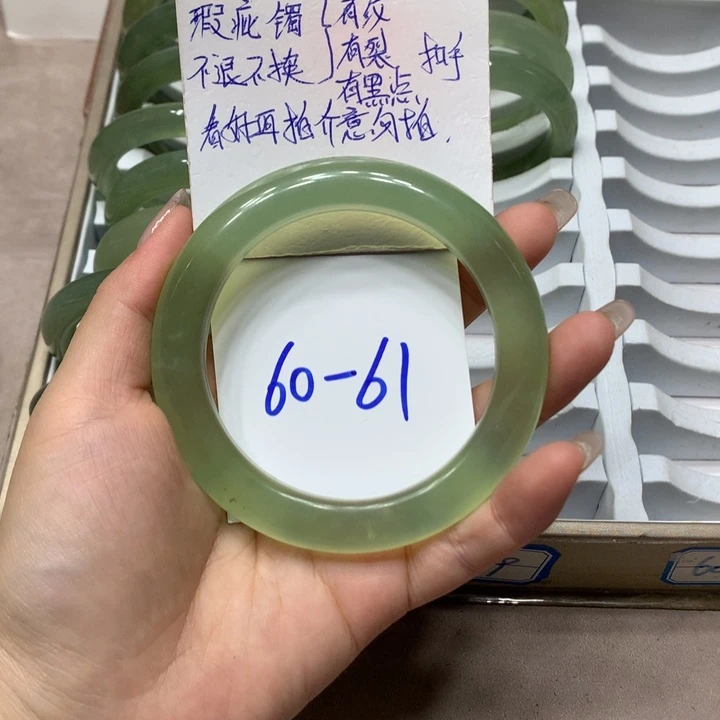 瑕疵镯 有纹
不退不换 有裂 扣手
有黑点
看好再拍介意勿拍.
60-61